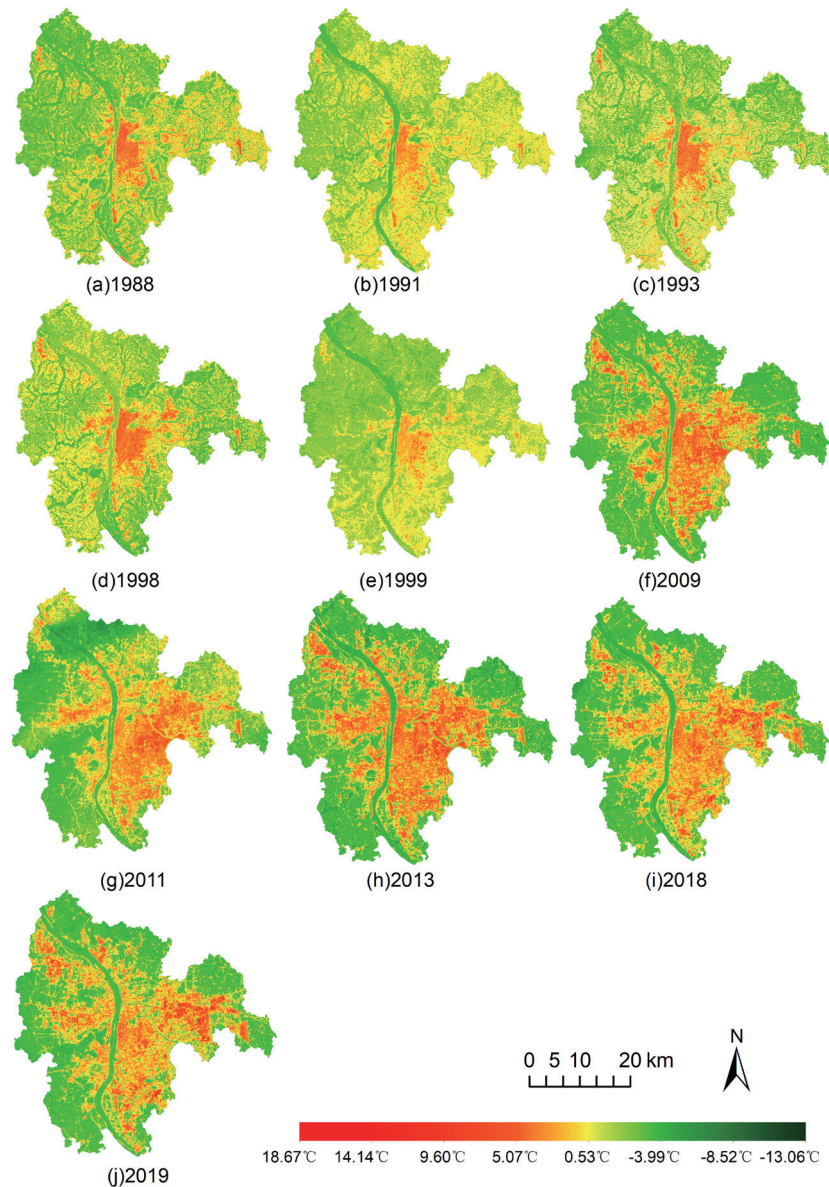 (a)1988
(b)1991
(c)1993
(d)1998
(e)1999
(f)2009
(g)2011
(h)2013
(i)2018
(j)2019
N
0 5 10 20 km
18.67℃ 14.14℃ 9.60℃ 5.07℃ 0.53℃ -3.99℃ -8.52℃ -13.06℃